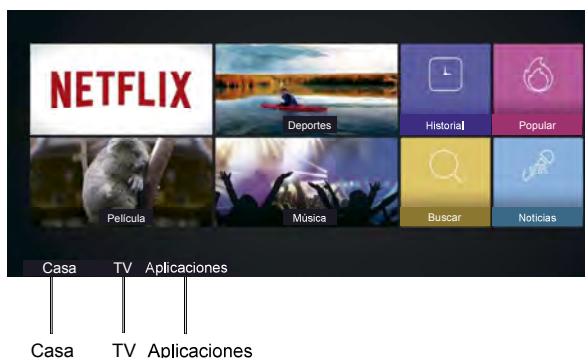 NETFLIX
Deportes
Historial
Popular
Película
Música
Buscar
Noticias
Casa TV Aplicaciones
Casa TV Aplicaciones